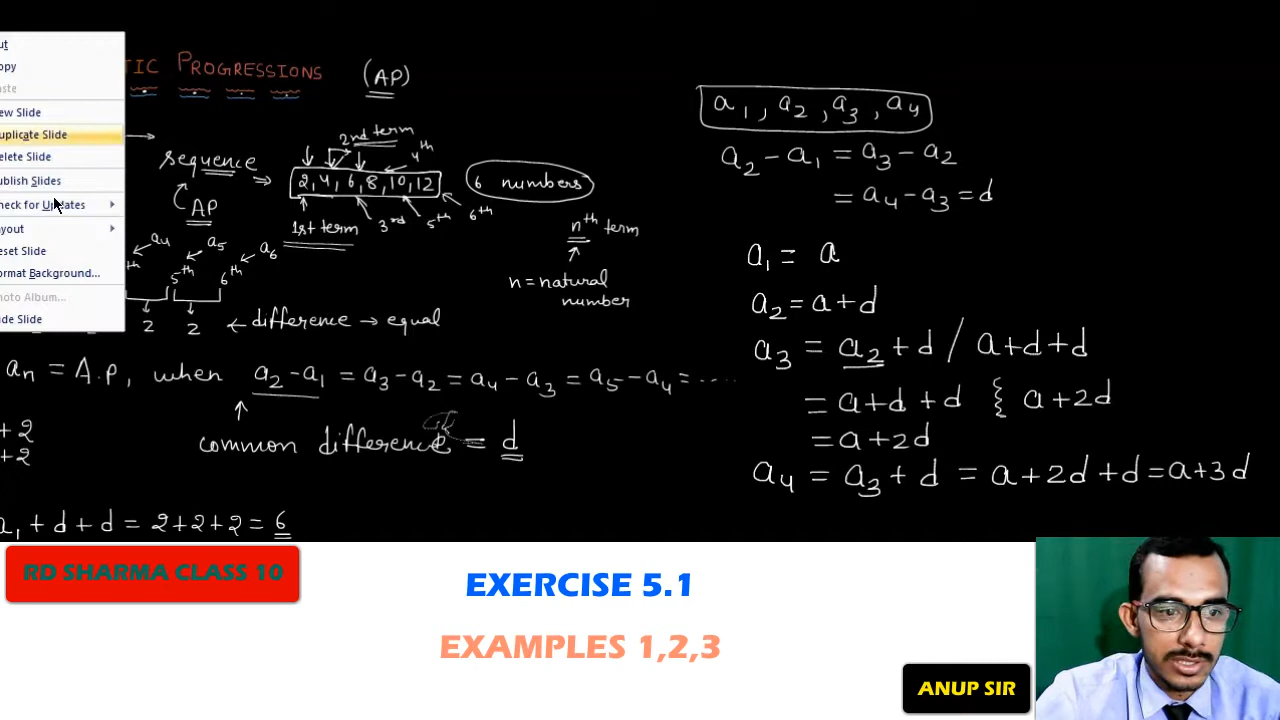 ut
opy
ste
ew Slide
uplicate Slide
elete Slide
ublish Slides
heck for Updates
yout
eset Slide
ormat Background...
hoto Album...
ide Slide
TIC PROGRESSIONS (AP)
sequence ⇒ 2, 4, 6, 8, 10, 12
2nd term
4th
6 numbers
AP
1st term
3rd
5th
6th
nth term
n = natural number
a4 a5 a6
th 5th 6th
2 2 ← difference → equal
an = A.P, when a2 - a1 = a3 - a2 = a4 - a3 = a5 - a4 = ......
common difference = d
+ 2
+ 2
a1 + d + d = 2+2+2 = 6
a1, a2, a3, a4
a2 - a1 = a3 - a2
= a4 - a3 = d
a1 = a
a2 = a + d
a3 = a2 + d / a + d + d
= a + d + d { a + 2d
= a + 2d
a4 = a3 + d = a + 2d + d = a + 3d
RD SHARMA CLASS 10
EXERCISE 5.1
EXAMPLES 1,2,3
ANUP SIR